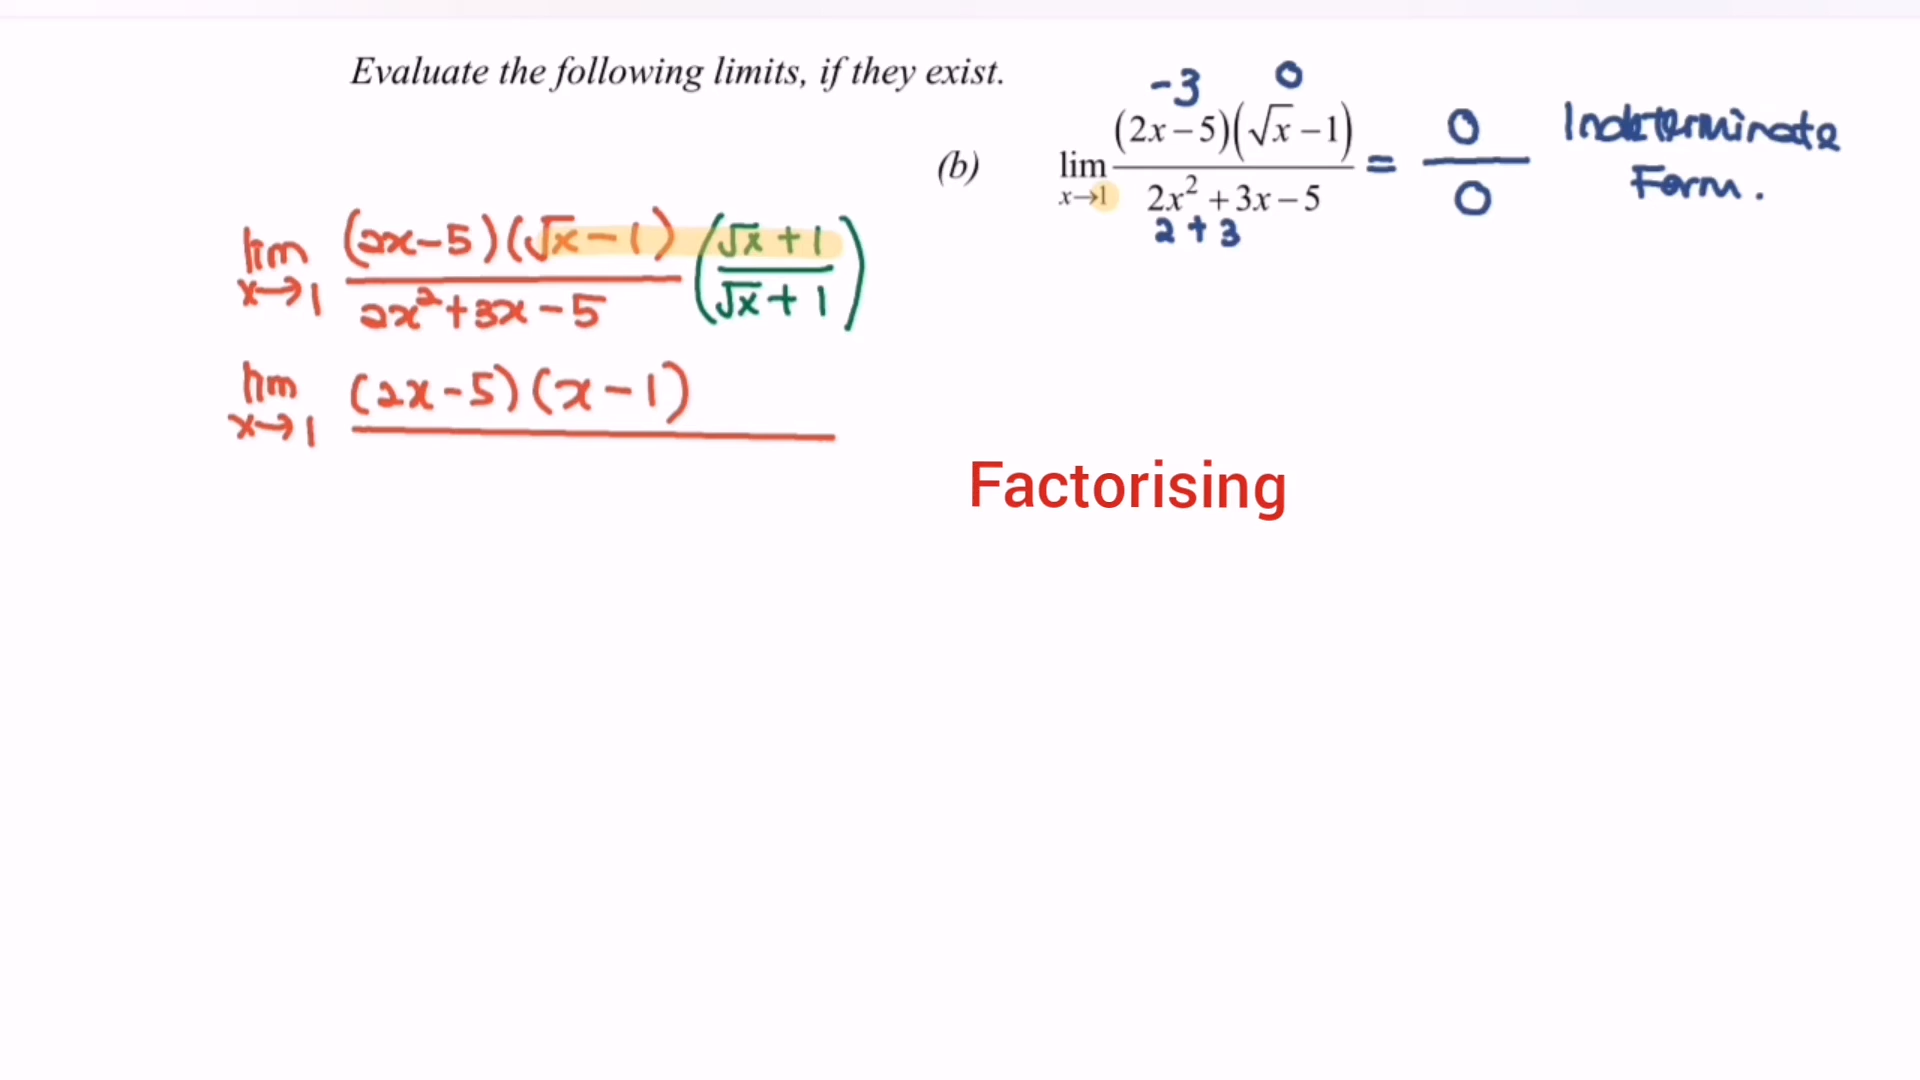 Evaluate the following limits, if they exist.
-3 0
(b) lim x→1 (2x – 5)(√x – 1) / 2x² + 3x – 5 = 0 / 0 Indeterminate Form.
2 + 3
lim x→1 (2x – 5)(√x – 1) / 2x² + 3x – 5 (√x + 1 / √x + 1)
lim x→1 (2x – 5)(x – 1)
Factorising